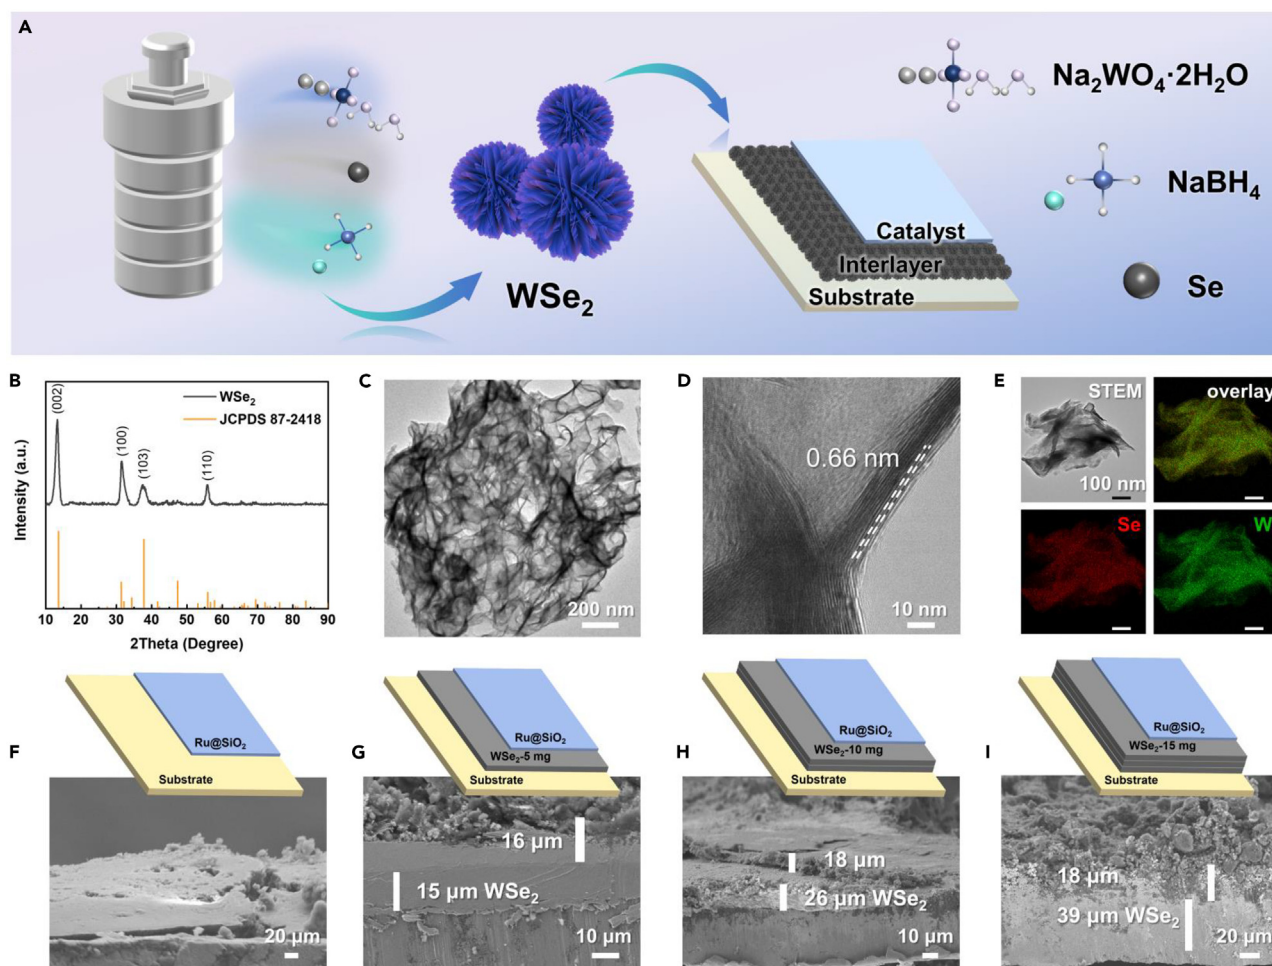 A
Na₂WO₄·2H₂O
NaBH₄
Se
WSe₂
Catalyst
Interlayer
Substrate
B
Intensity (a.u.)
(002)
(100)
(103)
(110)
WSe₂
JCPDS 87-2418
10 20 30 40 50 60 70 80 90
2Theta (Degree)
C
200 nm
D
0.66 nm
10 nm
E
STEM
100 nm
overlay
Se
W
F
Ru@SiO₂
Substrate
20 μm
G
Ru@SiO₂
WSe₂-5 mg
Substrate
16 μm
15 μm WSe₂
10 μm
H
Ru@SiO₂
WSe₂-10 mg
Substrate
18 μm
26 μm WSe₂
10 μm
I
Ru@SiO₂
WSe₂-15 mg
Substrate
18 μm
39 μm WSe₂
20 μm